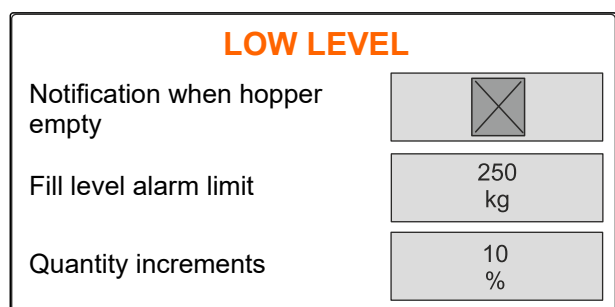 LOW LEVEL
Notification when hopper
empty
Fill level alarm limit
250
kg
Quantity increments
10
%